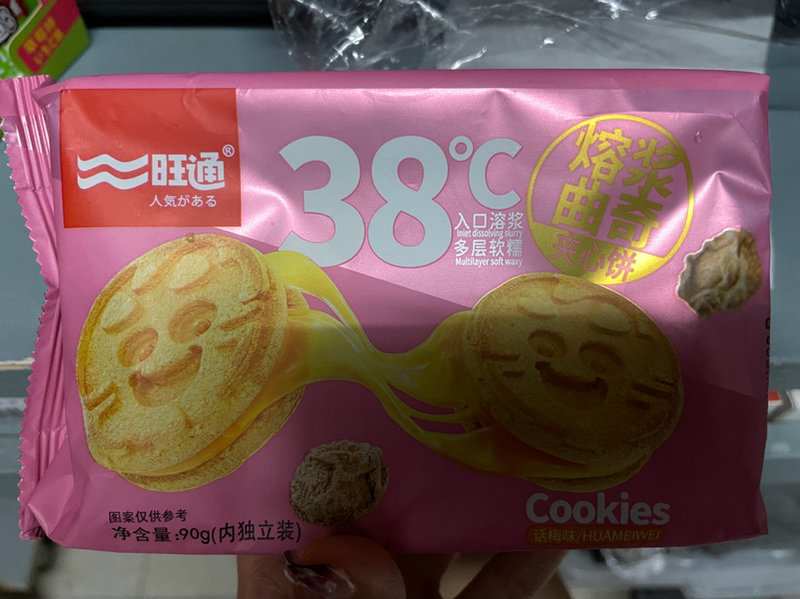 旺通®
人気がある
38℃
入口溶浆
Inlet dissolving slurry
多层软糯
Multilayer soft waxy
熔浆
曲奇
夹心饼
图案仅供参考
净含量:90g(内独立装)
Cookies
话梅味/HUAMEIWEI